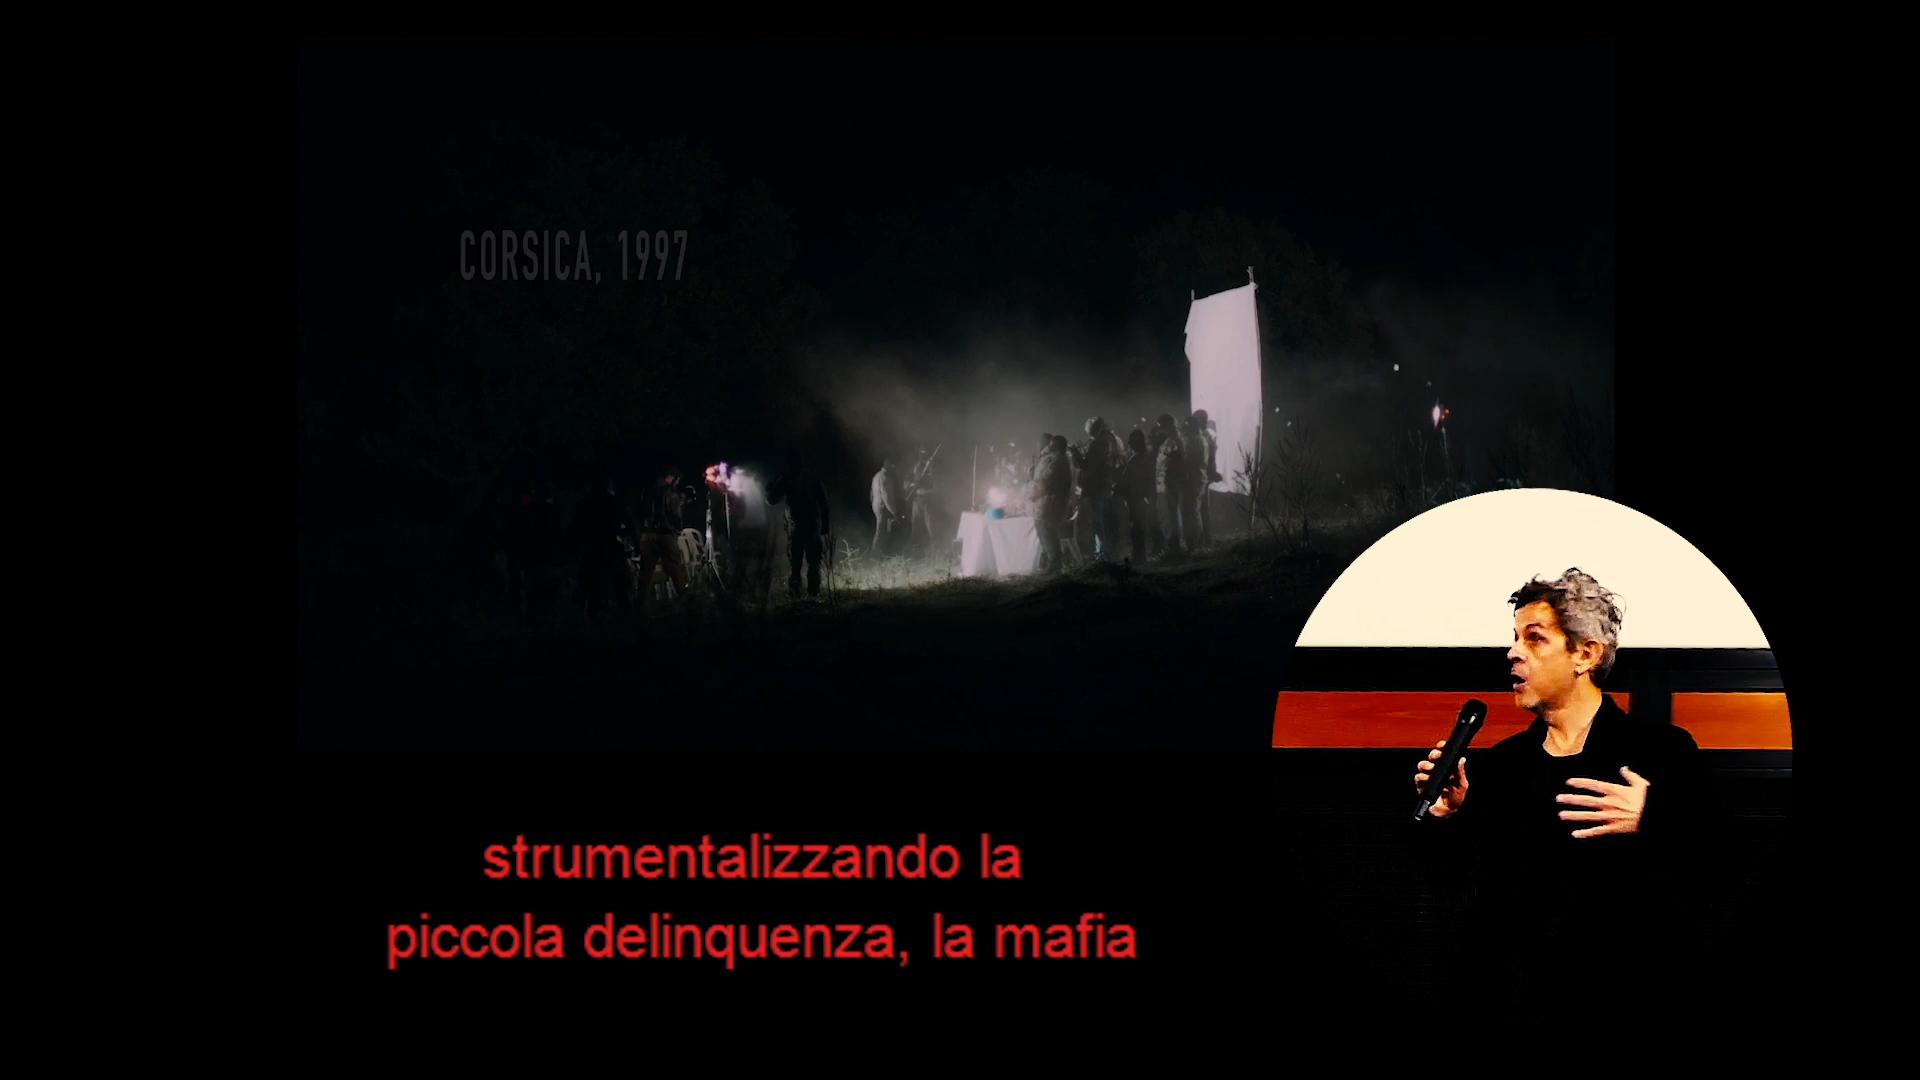 CORSICA, 1997
strumentalizzando la
piccola delinquenza, la mafia